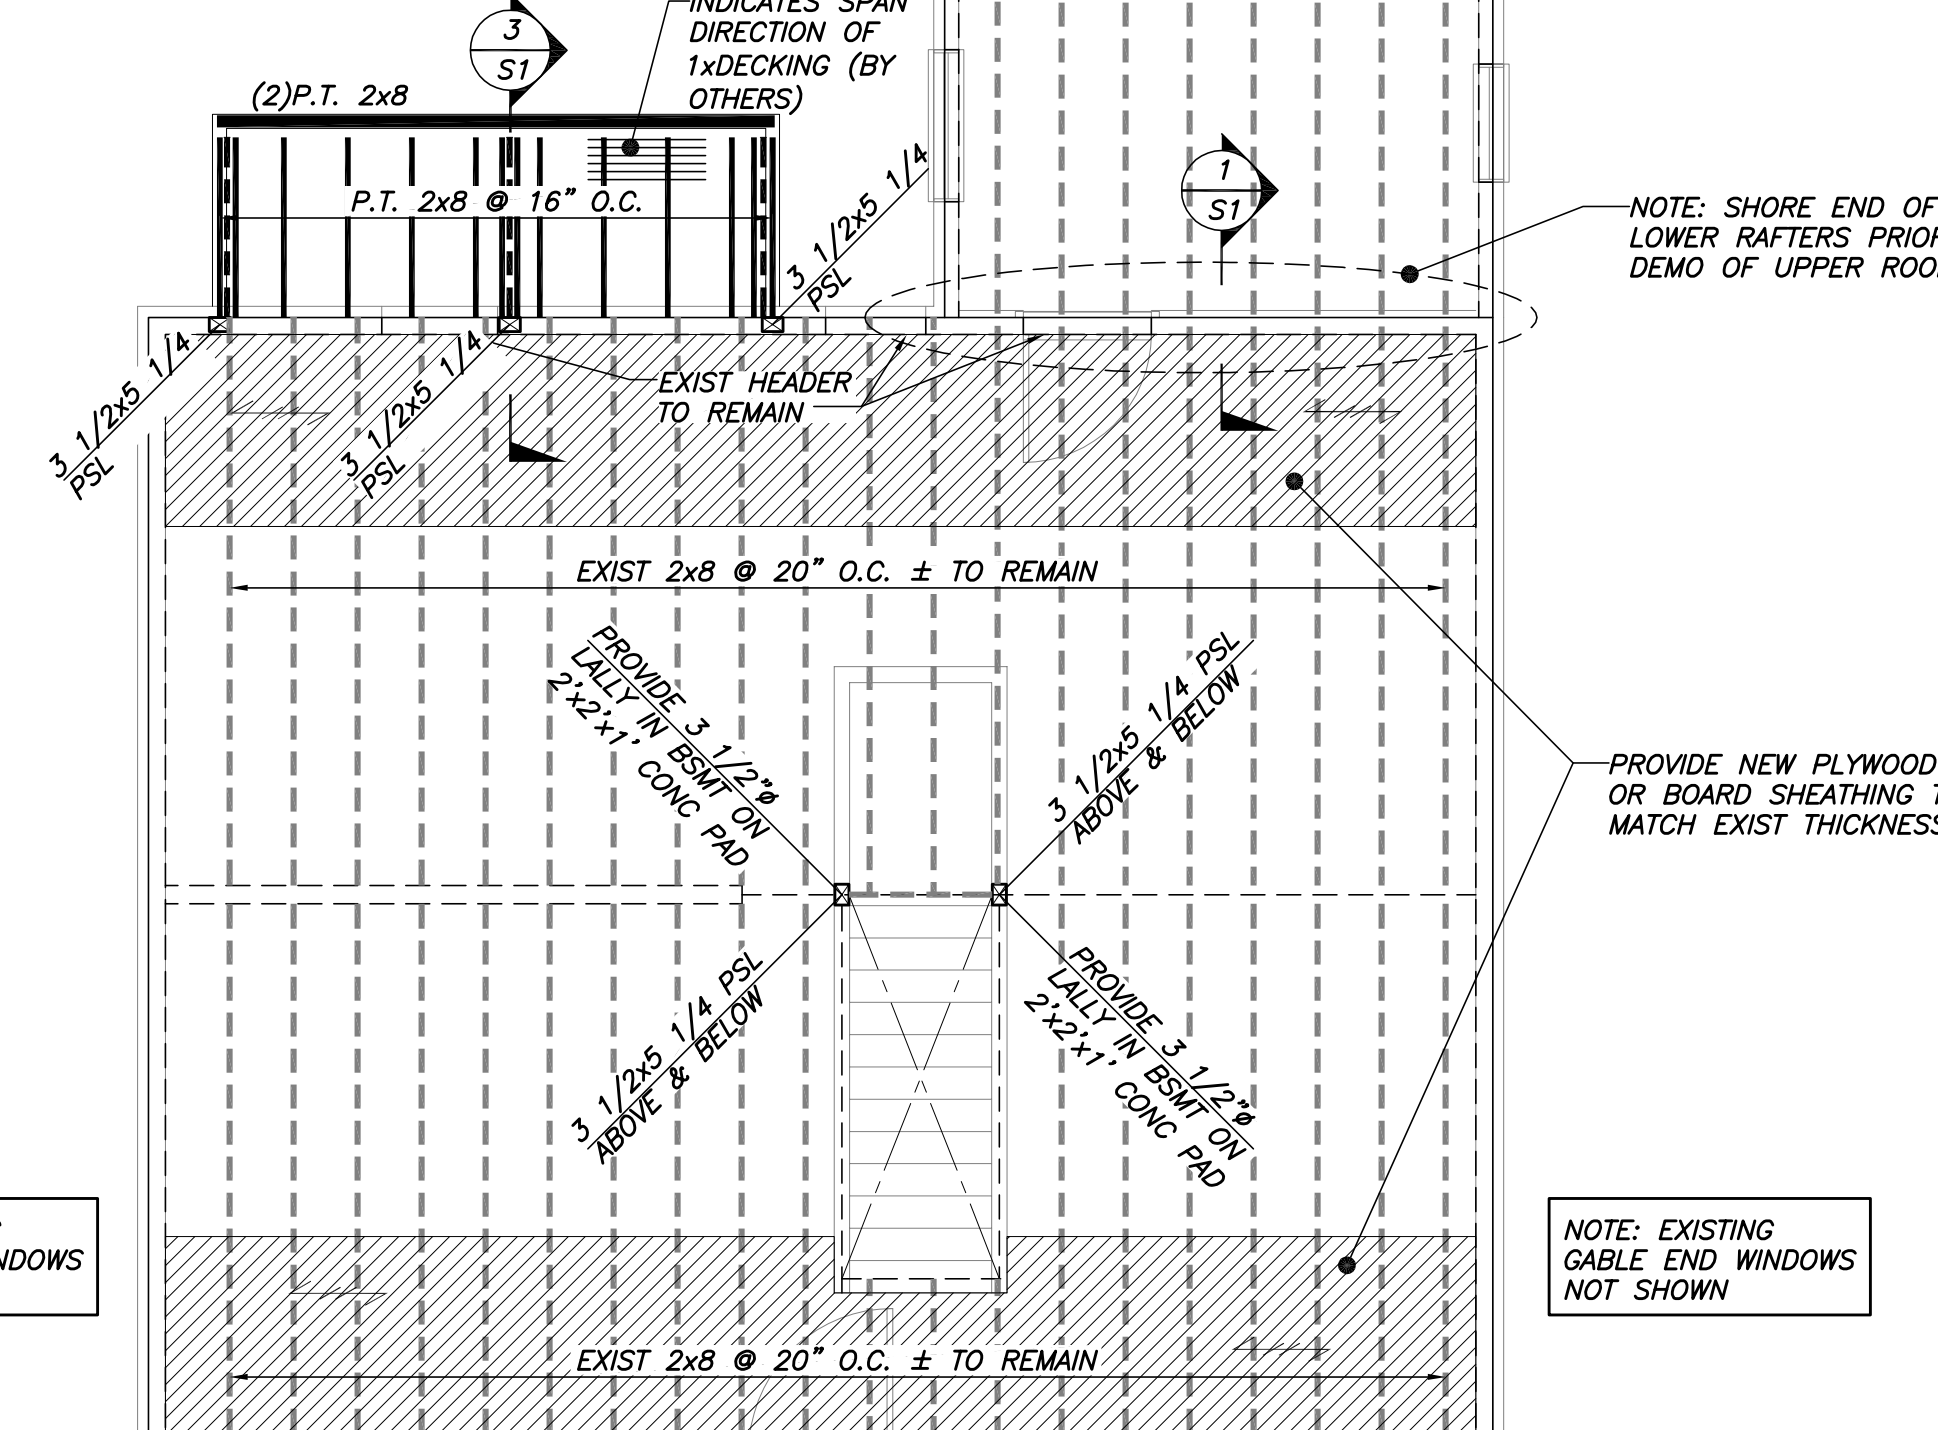 INDICATES SPAN
DIRECTION OF
1xDECKING (BY
OTHERS)
3
S1
(2)P.T. 2x8
P.T. 2x8 @ 16” O.C.
3 1/2x5 1/4
PSL
1
S1
NOTE: SHORE END OF
LOWER RAFTERS
DEMO OF UPPER
3 1/2x5 1/4
PSL
3 1/2x5 1/4
PSL
EXIST HEADER
TO REMAIN
EXIST 2x8 @ 20” O.C. ± TO REMAIN
PROVIDE 3 1/2”ø
LALLY IN BSMT ON
2'x2'x1' CONC PAD
3 1/2x5 1/4 PSL
ABOVE & BELOW
PROVIDE NEW PLYWOOD
OR BOARD SHEATHING
MATCH EXIST THICKNESS
3 1/2x5 1/4 PSL
ABOVE & BELOW
PROVIDE 3 1/2”ø
LALLY IN BSMT ON
2'x2'x1' CONC PAD
NDOWS
NOTE: EXISTING
GABLE END WINDOWS
NOT SHOWN
EXIST 2x8 @ 20” O.C. ± TO REMAIN